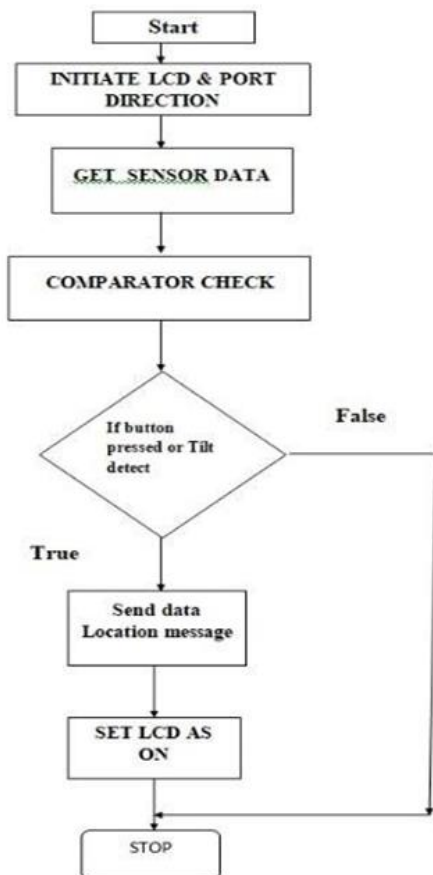 Start
INITIATE LCD & PORT
DIRECTION
GET SENSOR DATA
COMPARATOR CHECK
If button
pressed or Tilt
detect
False
True
Send data
Location message
SET LCD AS
ON
STOP